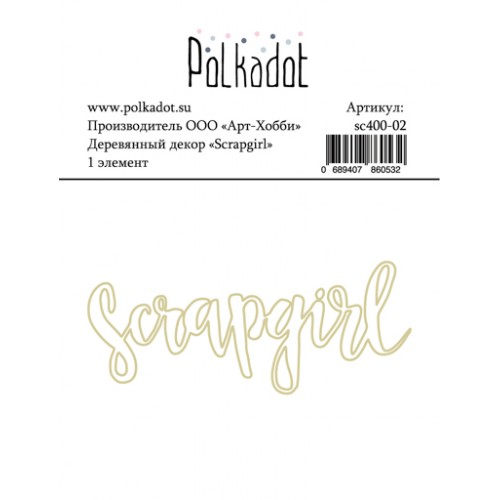 Polkadot
www.polkadot.su
Производитель ООО «Арт-Хобби»
Деревянный декор «Scrapgirl»
1 элемент
Артикул:
sc400-02
0 689407 860532
Scrapgirl